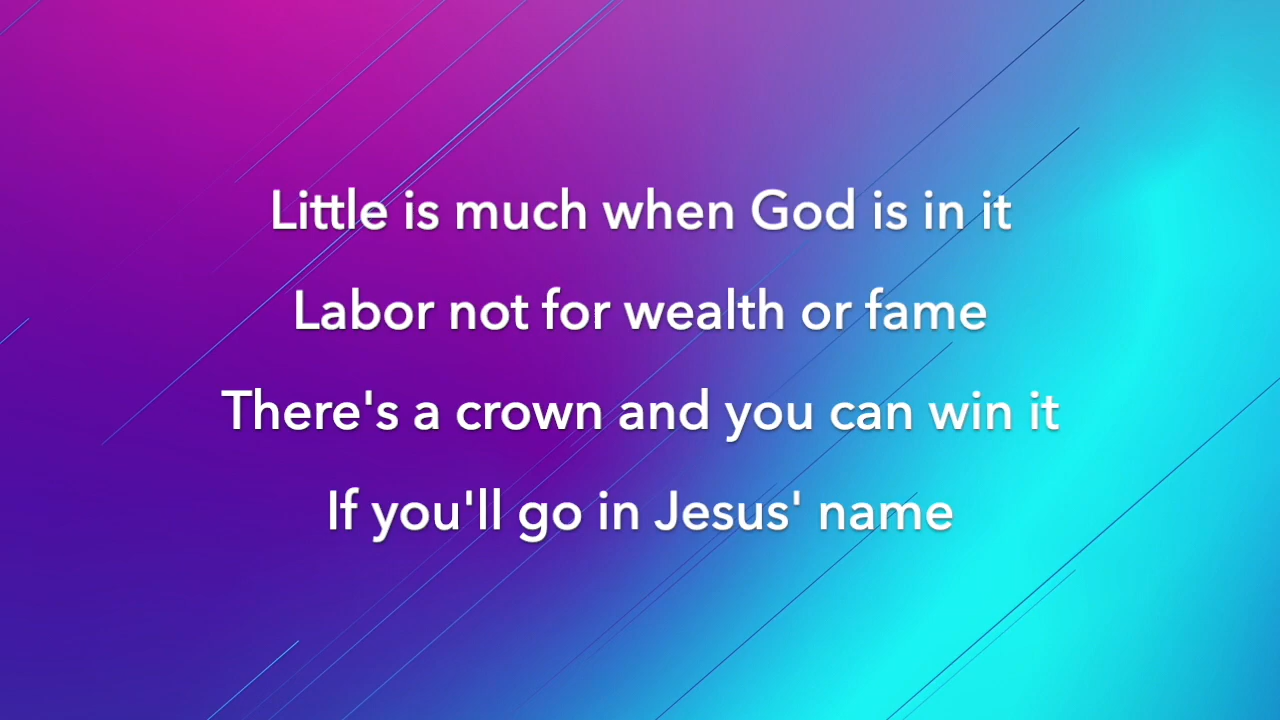 Little is much when God is in it
Labor not for wealth or fame
There's a crown and you can win it
If you'll go in Jesus' name